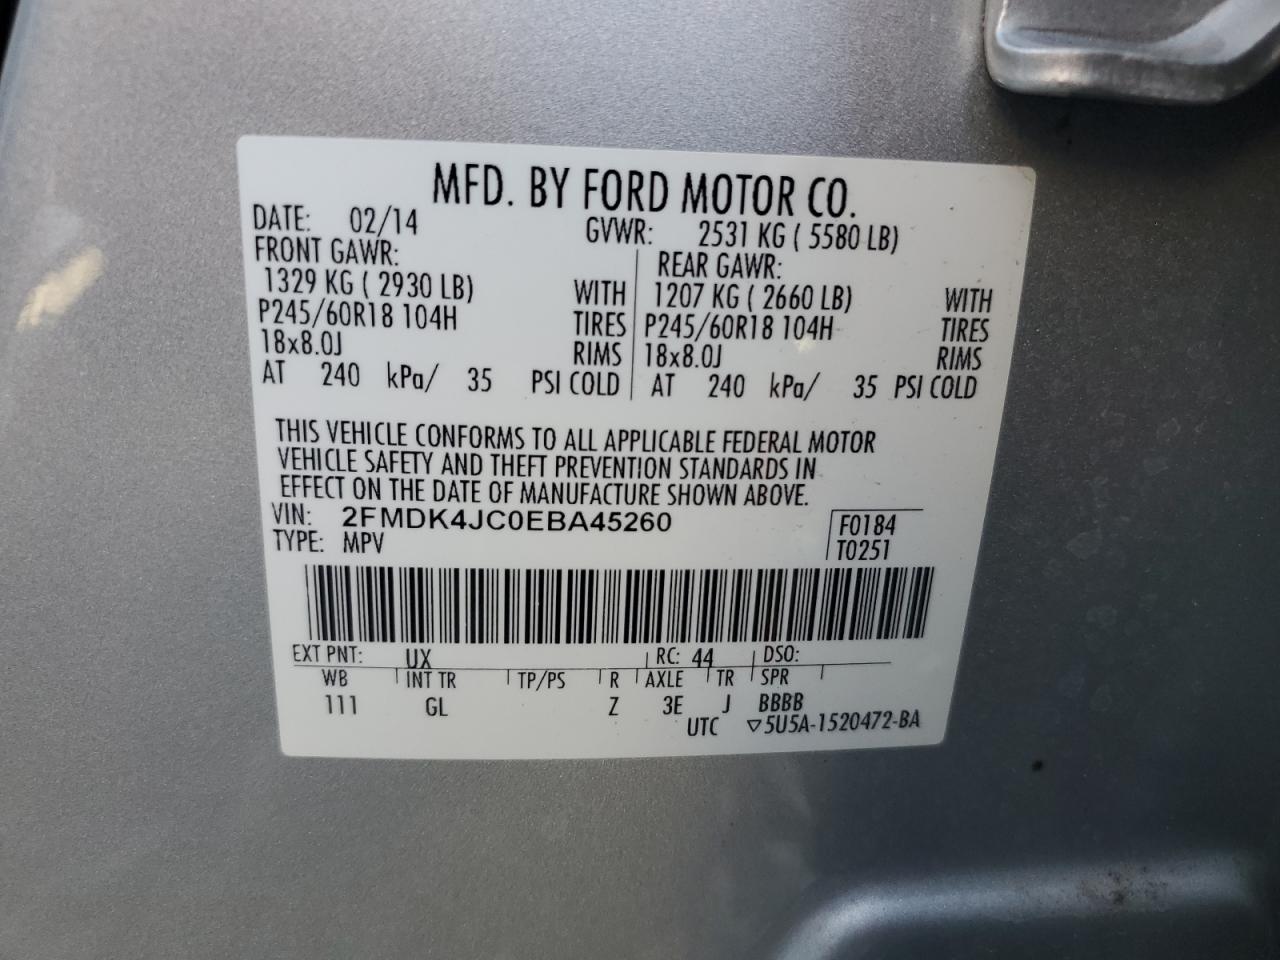 MFD. BY FORD MOTOR CO.
DATE: 02/14 GVWR: 2531 KG ( 5580 LB)
FRONT GAWR: REAR GAWR:
1329 KG ( 2930 LB) WITH 1207 KG ( 2660 LB) WITH
P245/60R18 104H TIRES P245/60R18 104H TIRES
18x8.0J RIMS 18x8.0J RIMS
AT 240 kPa/ 35 PSI COLD AT 240 kPa/ 35 PSI COLD
THIS VEHICLE CONFORMS TO ALL APPLICABLE FEDERAL MOTOR
VEHICLE SAFETY AND THEFT PREVENTION STANDARDS IN
EFFECT ON THE DATE OF MANUFACTURE SHOWN ABOVE.
VIN: 2FMDK4JC0EBA45260 F0184
TYPE: MPV T0251
EXT PNT: UX RC: 44 DSO:
WB INT TR TP/PS R AXLE TR SPR
111 GL Z 3E J BBBB
UTC ▽5U5A-1520472-BA